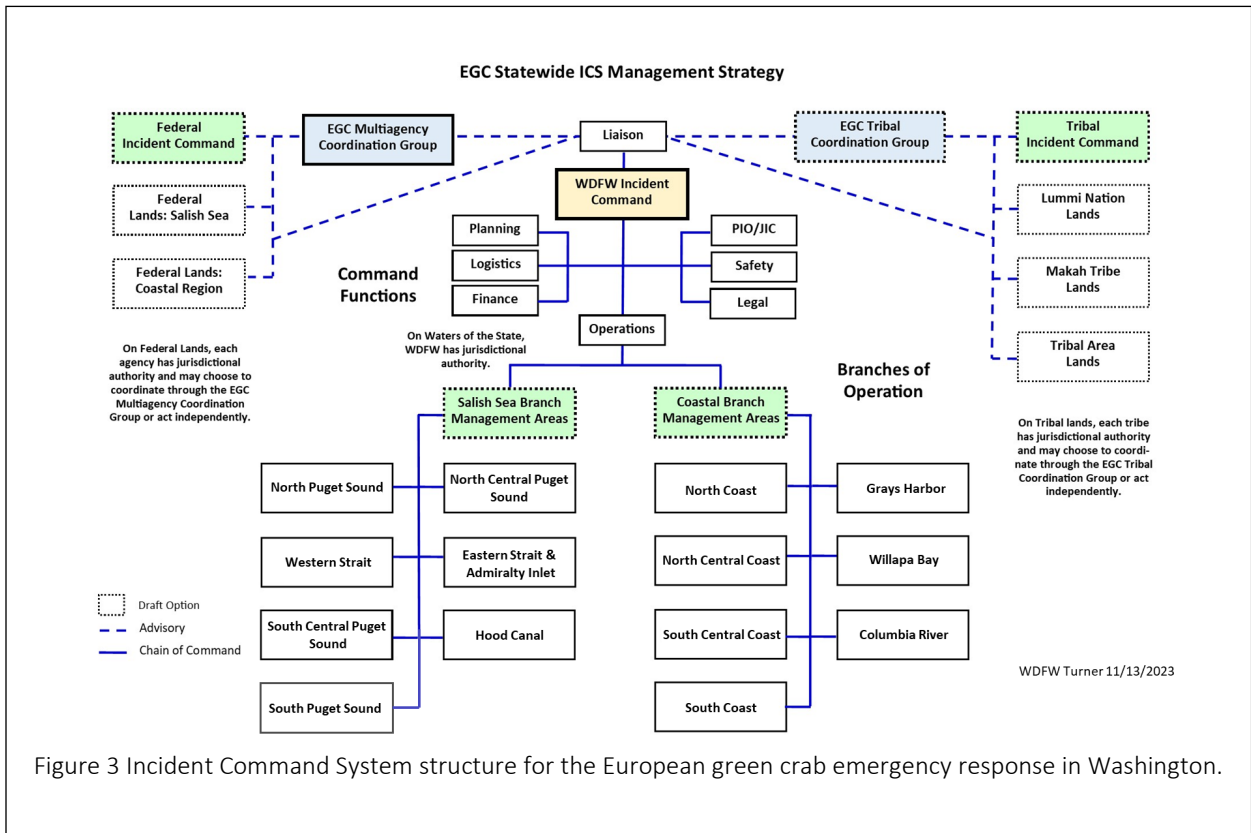 EGC Statewide ICS Management Strategy
Federal
Incident Command
EGC Multiagency
Coordination Group
Liaison
EGC Tribal
Coordination Group
Tribal
Incident Command
WDFW Incident
Command
Federal
Lands: Salish Sea
Lummi Nation
Lands
Planning
PIO/JIC
Logistics
Safety
Finance
Legal
Command
Functions
Federal Lands:
Coastal Region
Makah Tribe
Lands
Operations
On Waters of the State,
WDFW has jurisdictional
authority.
Tribal Area
Lands
On Federal Lands, each
agency has jurisdictional
authority and may choose to
coordinate through the EGC
Multiagency Coordination
Group or act independently.
Branches of
Operation
Salish Sea Branch
Management Areas
Coastal Branch
Management Areas
On Tribal lands, each tribe
has jurisdictional authority
and may choose to coordi-
nate through the EGC Tribal
Coordination Group or act
independently.
North Puget Sound
North Central Puget
Sound
North Coast
Grays Harbor
Western Strait
Eastern Strait &
Admiralty Inlet
North Central Coast
Willapa Bay
Draft Option
Advisory
Chain of Command
South Central Puget
Sound
Hood Canal
South Central Coast
Columbia River
South Puget Sound
South Coast
WDFW Turner 11/13/2023
Figure 3 Incident Command System structure for the European green crab emergency response in Washington.